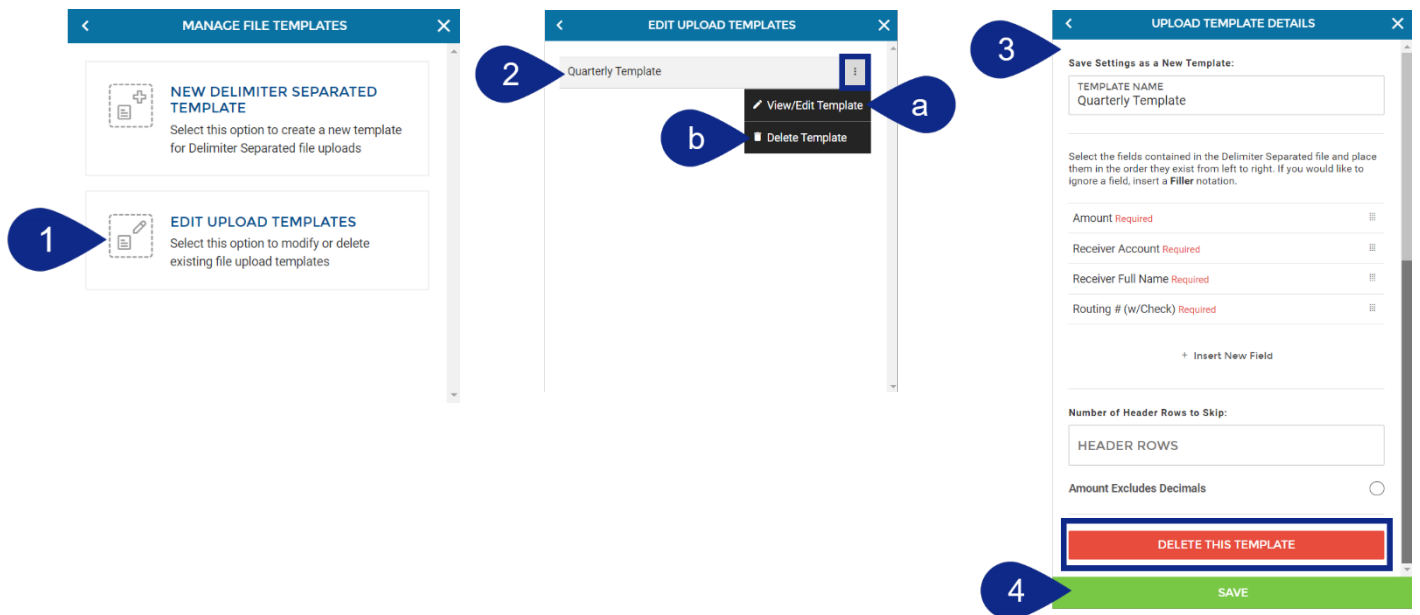 MANAGE FILE TEMPLATES
NEW DELIMITER SEPARATED
TEMPLATE
Select this option to create a new template
for Delimiter Separated file uploads
1
EDIT UPLOAD TEMPLATES
Select this option to modify or delete
existing file upload templates
EDIT UPLOAD TEMPLATES
2
Quarterly Template
View/Edit Template
a
b
Delete Template
UPLOAD TEMPLATE DETAILS
3
Save Settings as a New Template:
TEMPLATE NAME
Quarterly Template
Select the fields contained in the Delimiter Separated file and place
them in the order they exist from left to right. If you would like to
ignore a field, insert a Filler notation.
Amount Required
Receiver Account Required
Receiver Full Name Required
Routing # (w/Check) Required
+ Insert New Field
Number of Header Rows to Skip:
HEADER ROWS
Amount Excludes Decimals
DELETE THIS TEMPLATE
4
SAVE